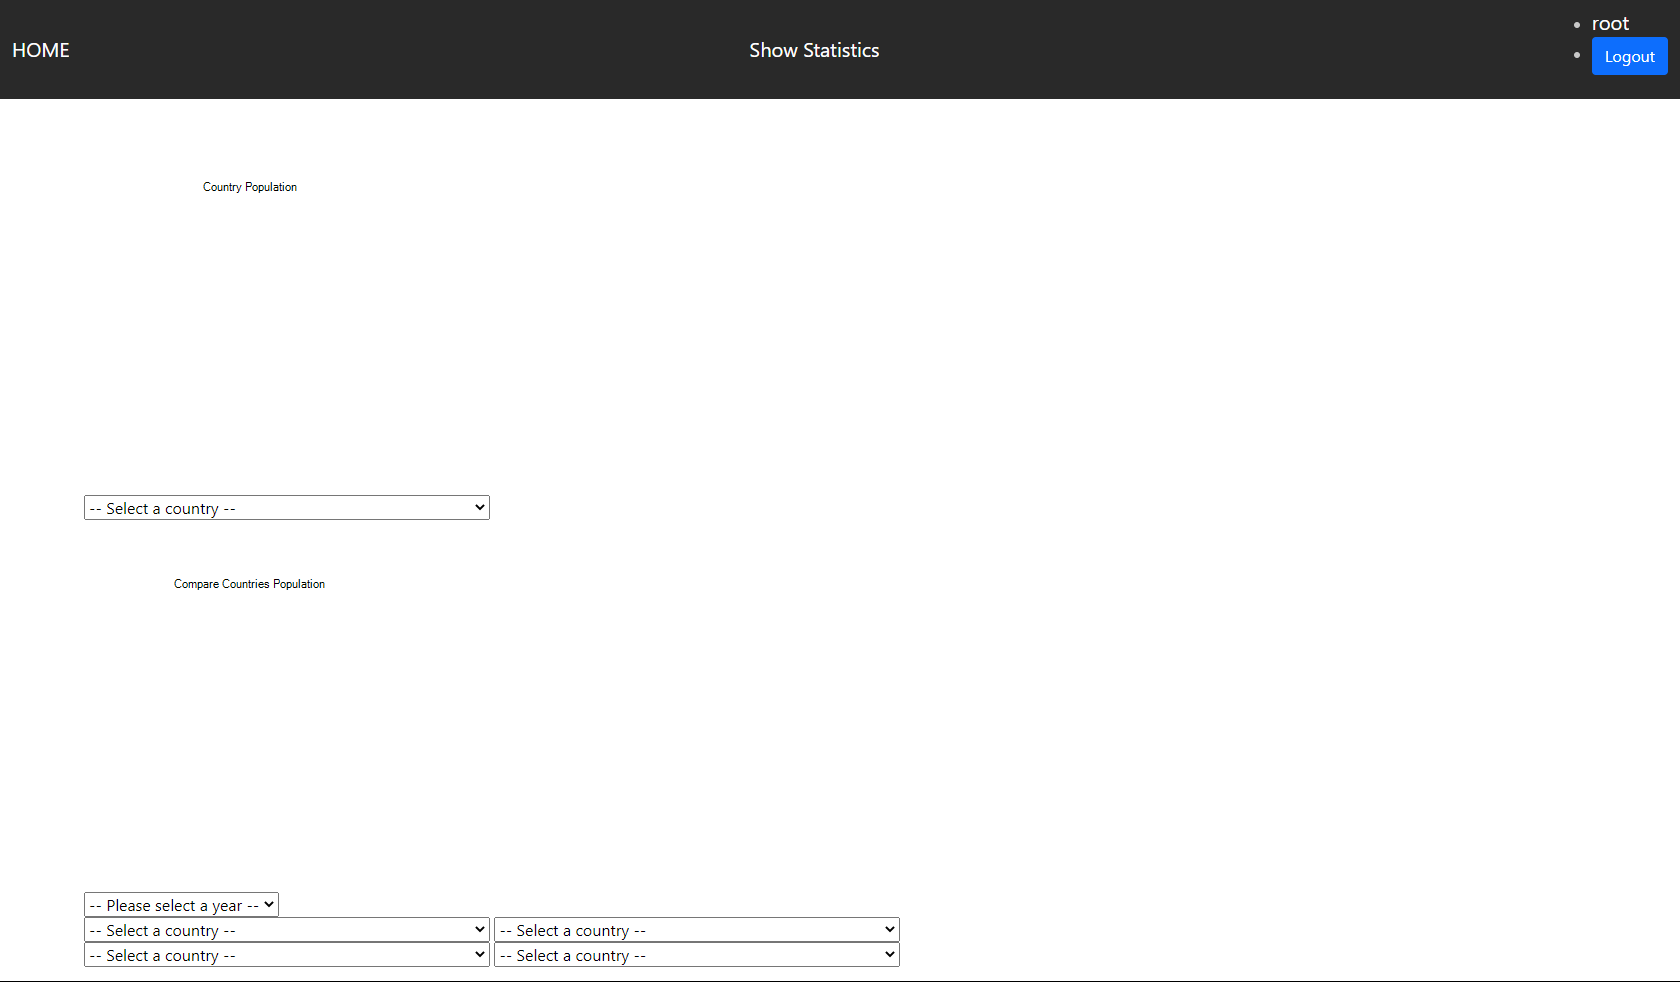 HOME
Show Statistics
root
Logout
Country Population
-- Select a country --
Compare Countries Population
-- Please select a year --
-- Select a country -- -- Select a country --
-- Select a country -- -- Select a country --